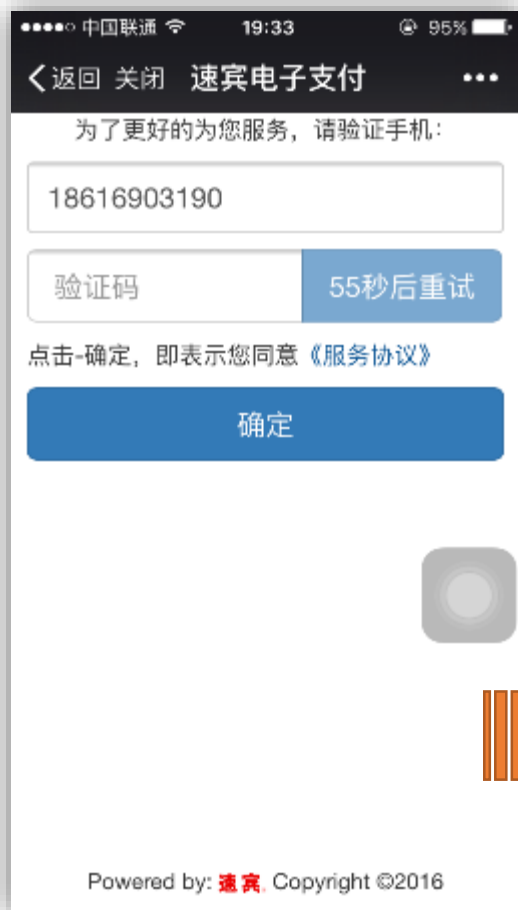 中国联通 19:33 95%
返回 关闭 速宾电子支付
为了更好的为您服务，请验证手机：
18616903190
验证码 55秒后重试
点击-确定，即表示您同意《服务协议》
确定
Powered by: 速宾. Copyright ©2016